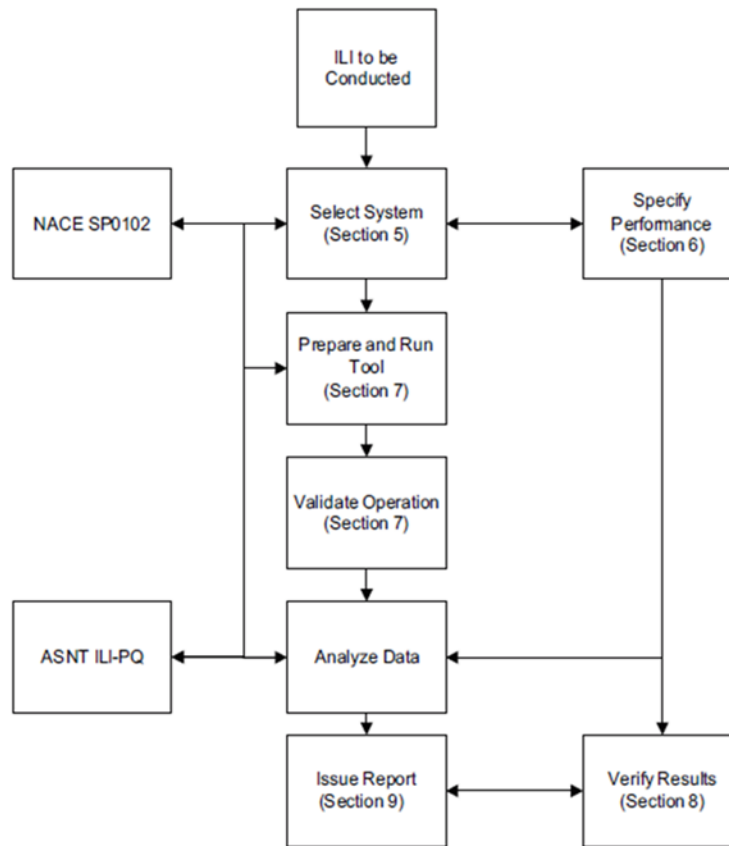 ILI to be
Conducted
NACE SP0102
Select System
(Section 5)
Specify
Performance
(Section 6)
Prepare and Run
Tool
(Section 7)
Validate Operation
(Section 7)
ASNT ILI-PQ
Analyze Data
Issue Report
(Section 9)
Verify Results
(Section 8)